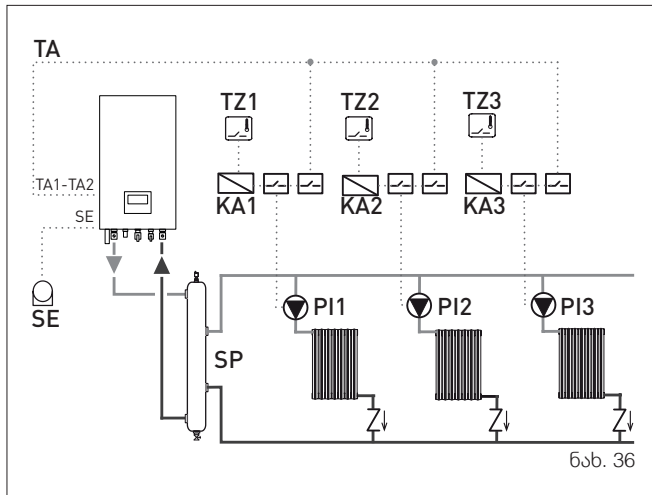 TA
TZ1 TZ2 TZ3
TA1-TA2
KA1 KA2 KA3
SE
SE
PI1 PI2 PI3
SP
ნახ. 36